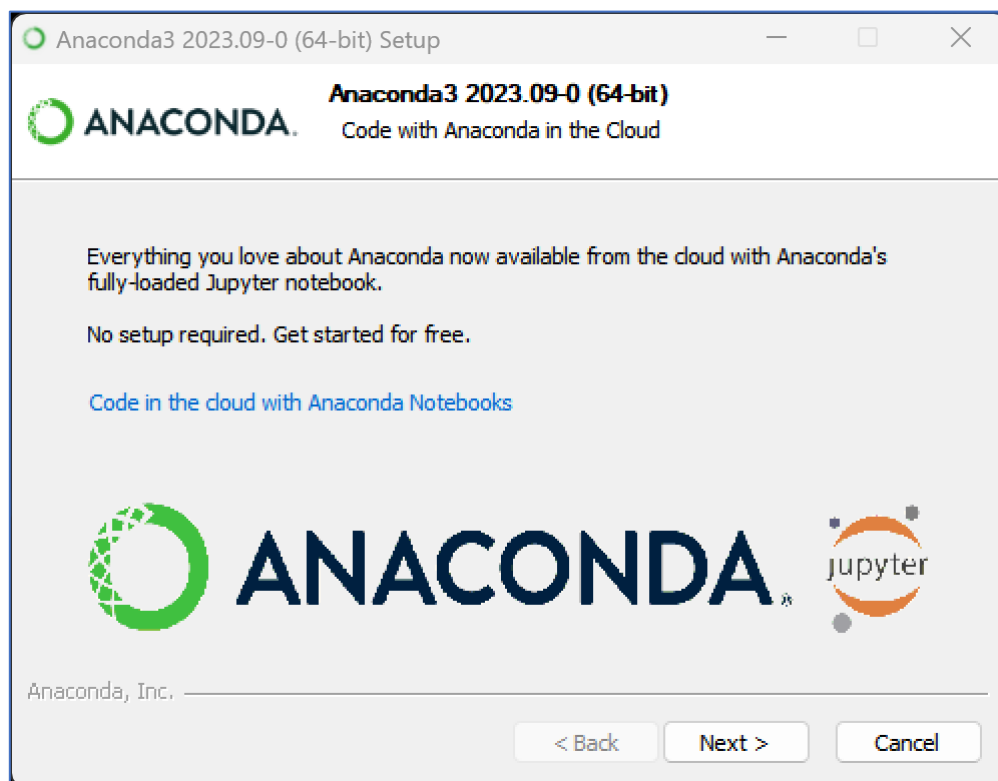 Anaconda3 2023.09-0 (64-bit) Setup
Anaconda3 2023.09-0 (64-bit)
ANACONDA.
Code with Anaconda in the Cloud
Everything you love about Anaconda now available from the cloud with Anaconda's
fully-loaded Jupyter notebook.
No setup required. Get started for free.
Code in the cloud with Anaconda Notebooks
ANACONDA.®
jupyter
Anaconda, Inc.
< Back
Next >
Cancel